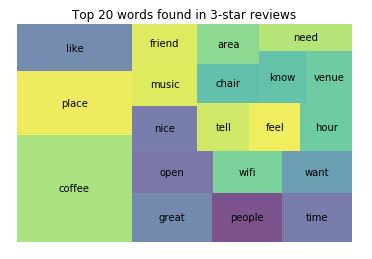 Top 20 words found in 3-star reviews
like
friend
area
need
place
music
chair
know
venue
nice
tell
feel
hour
coffee
open
wifi
want
great
people
time